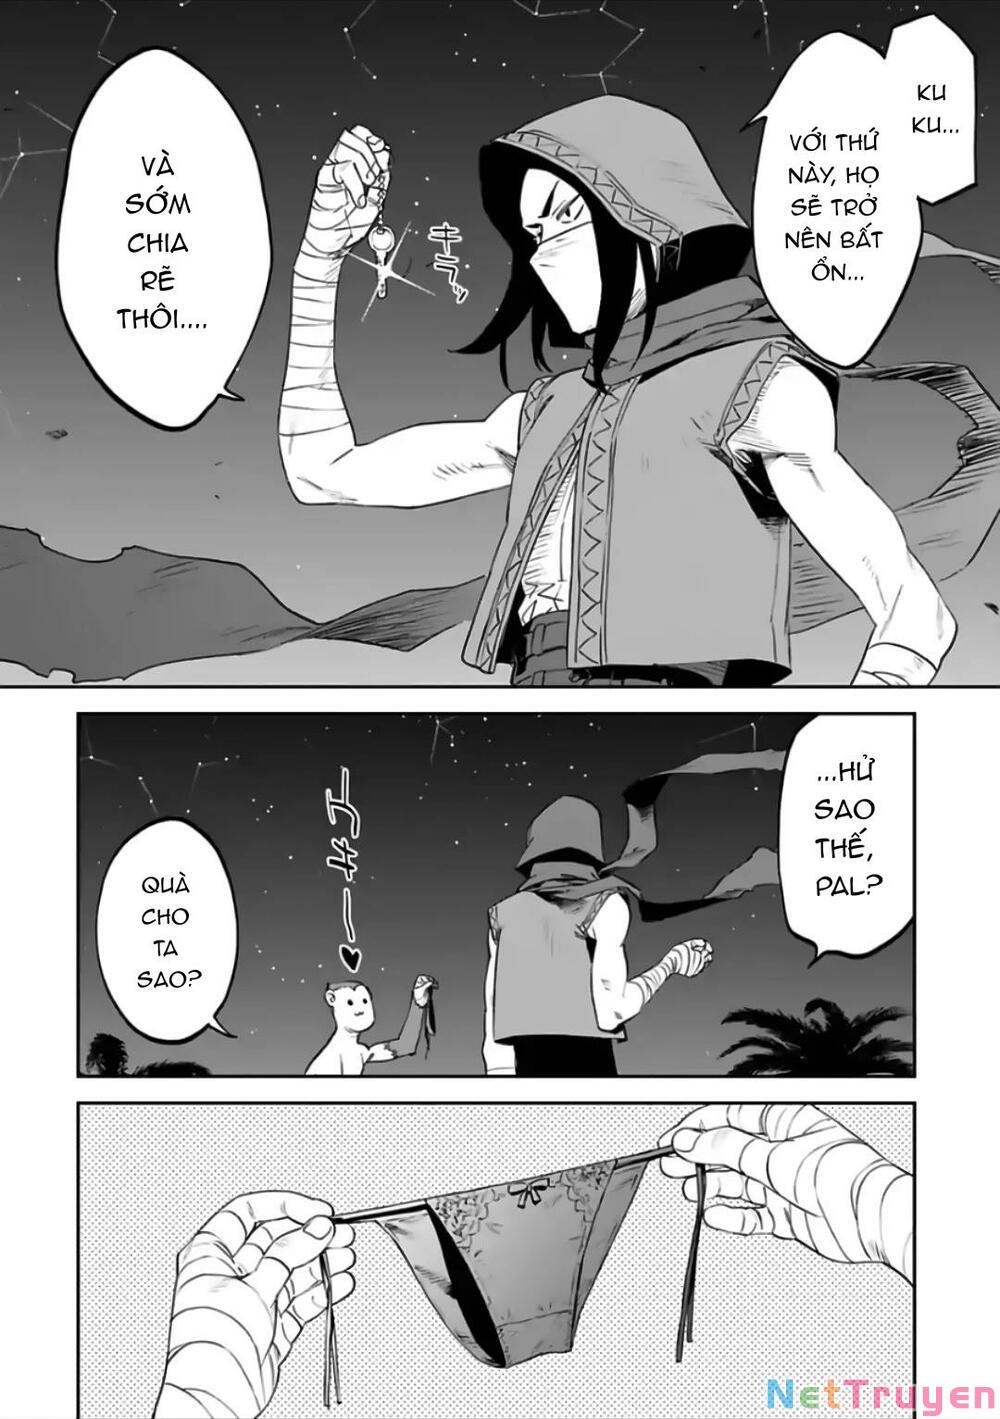 KU
KU...
VỚI THỨ
NÀY, HỌ
SẼ TRỞ
NÊN BẤT
ỔN...
キラッ
VÀ
SỚM
CHIA
RẼ
THÔI....
...HỬ
SAO
THẾ,
PAL?
ウキー♥
QUÀ
CHO
TA
SAO?
NetTruyen